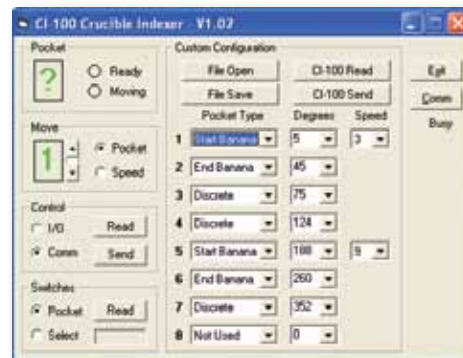 CI-100 Crucible Indexer - V1.02
Pocket
?
Ready
Moving
Move
1
Pocket
Speed
Control
I/O
Read
Comm
Send
Switches
Pocket
Read
Select
Custom Configuration
File Open
CI-100 Read
File Save
CI-100 Send
Pocket Type Degrees Speed
1 Start Banana 5 3
2 End Banana 45
3 Discrete 75
4 Discrete 124
5 Start Banana 188 9
6 End Banana 260
7 Discrete 352
8 Not Used 0
Exit
Comm
Busy